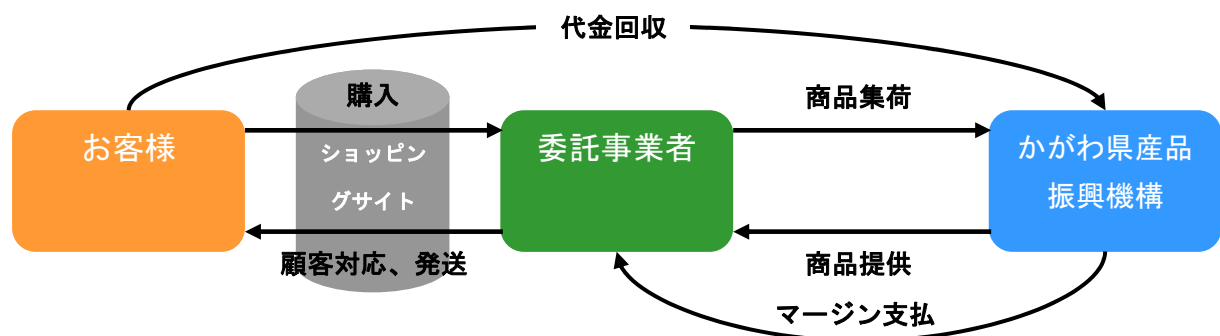 代金回収
購入
商品集荷
お客様
ショッピン
グサイト
委託事業者
かがわ県産品
振興機構
顧客対応、発送
商品提供
マージン支払